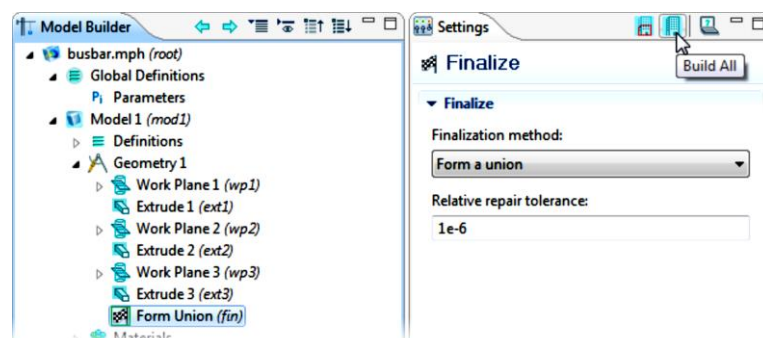 Model Builder
busbar.mph (root)
Global Definitions
Pi Parameters
Model 1 (mod1)
Definitions
Geometry 1
Work Plane 1 (wp1)
Extrude 1 (ext1)
Work Plane 2 (wp2)
Extrude 2 (ext2)
Work Plane 3 (wp3)
Extrude 3 (ext3)
Form Union (fin)
Materials
Settings
Build All
Finalize
Finalize
Finalization method:
Form a union
Relative repair tolerance:
1e-6